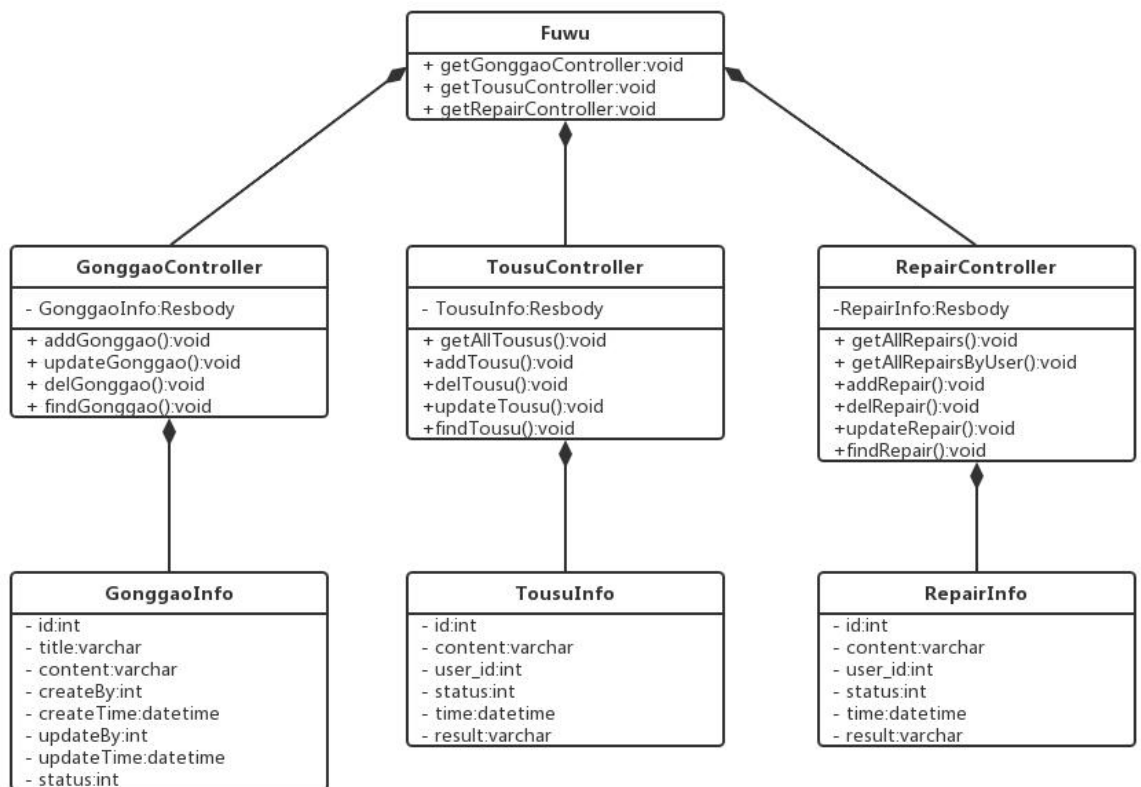 Fuwu
+ getGonggaoController:void
+ getTousuController:void
+ getRepairController:void
GonggaoController
- GonggaoInfo:Resbody
+ addGonggao():void
+ updateGonggao():void
+ delGonggao():void
+ findGonggao():void
TousuController
- TousuInfo:Resbody
+ getAllTousus():void
+addTousu():void
+delTousu():void
+updateTousu():void
+findTousu():void
RepairController
-RepairInfo:Resbody
+ getAllRepairs():void
+ getAllRepairsByUser():void
+addRepair():void
+delRepair():void
+updateRepair():void
+findRepair():void
GonggaoInfo
- id:int
- title:varchar
- content:varchar
- createBy:int
- createTime:datetime
- updateBy:int
- updateTime:datetime
- status:int
TousuInfo
- id:int
- content:varchar
- user_id:int
- status:int
- time:datetime
- result:varchar
RepairInfo
- id:int
- content:varchar
- user_id:int
- status:int
- time:datetime
- result:varchar